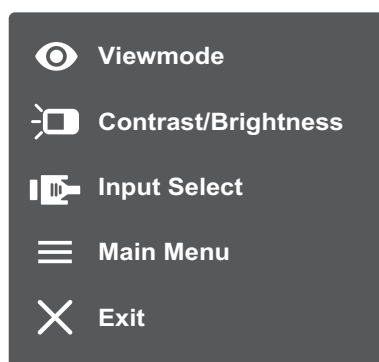 Viewmode
Contrast/Brightness
Input Select
Main Menu
Exit